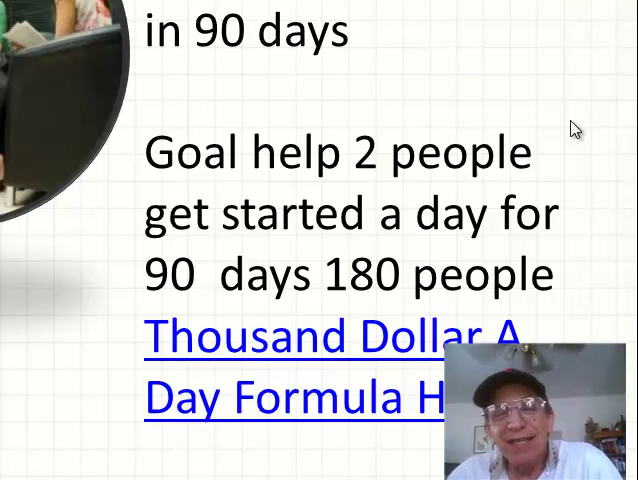 in 90 days
Goal help 2 people
get started a day for
90  days 180 people
Thousand Dollar A
Day Formula H